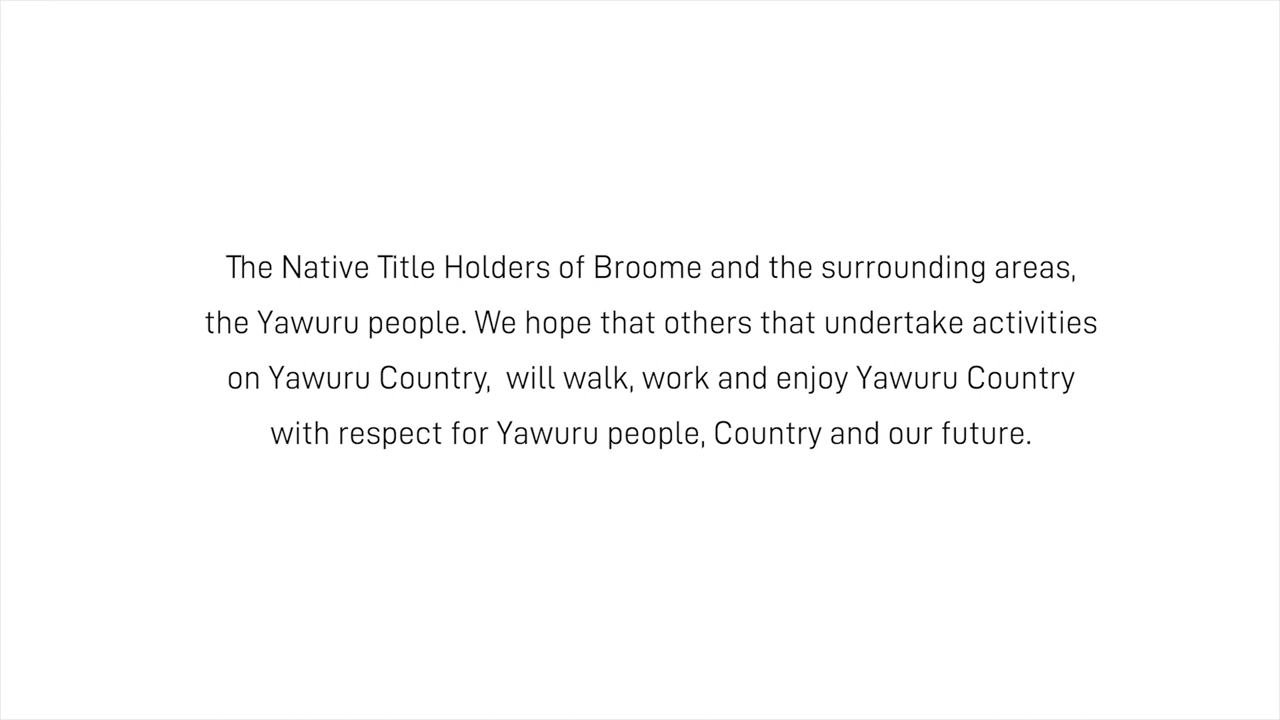 The Native Title Holders of Broome and the surrounding areas,
the Yawuru people. We hope that others that undertake activities
on Yawuru Country,  will walk, work and enjoy Yawuru Country
with respect for Yawuru people, Country and our future.